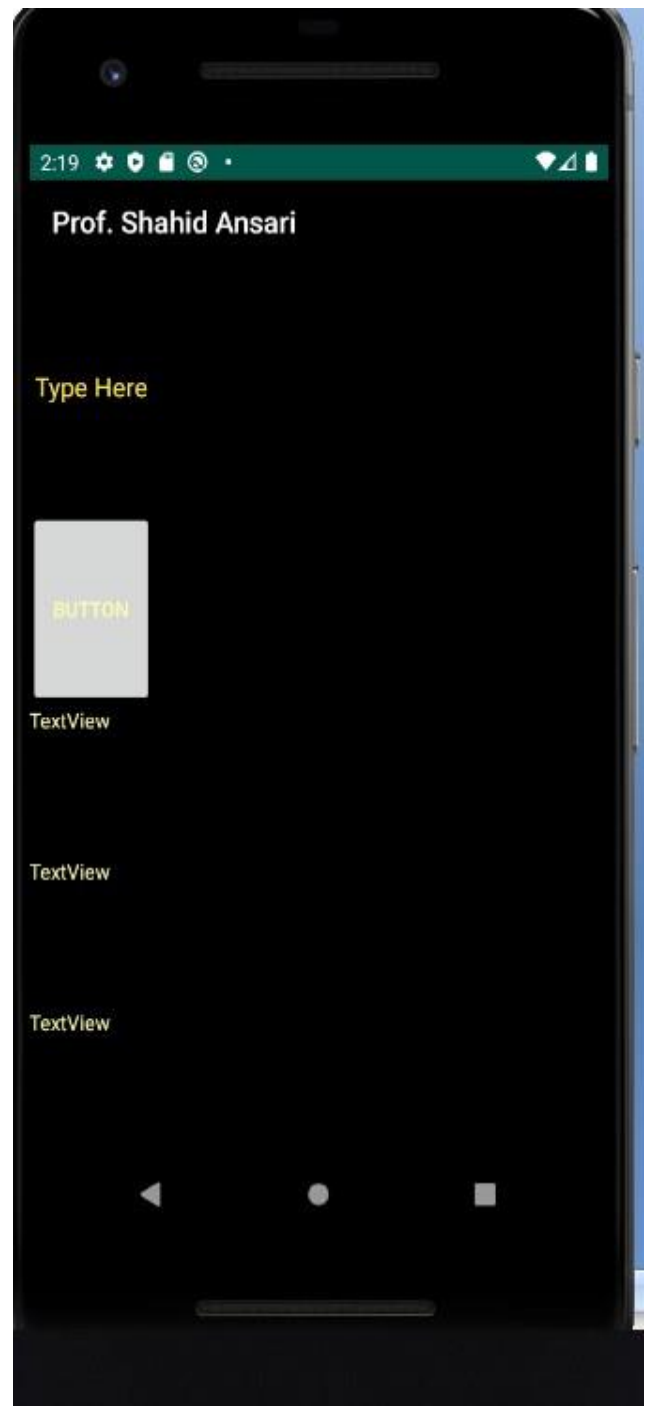 2:19
Prof. Shahid Ansari
Type Here
BUTTON
TextView
TextView
TextView